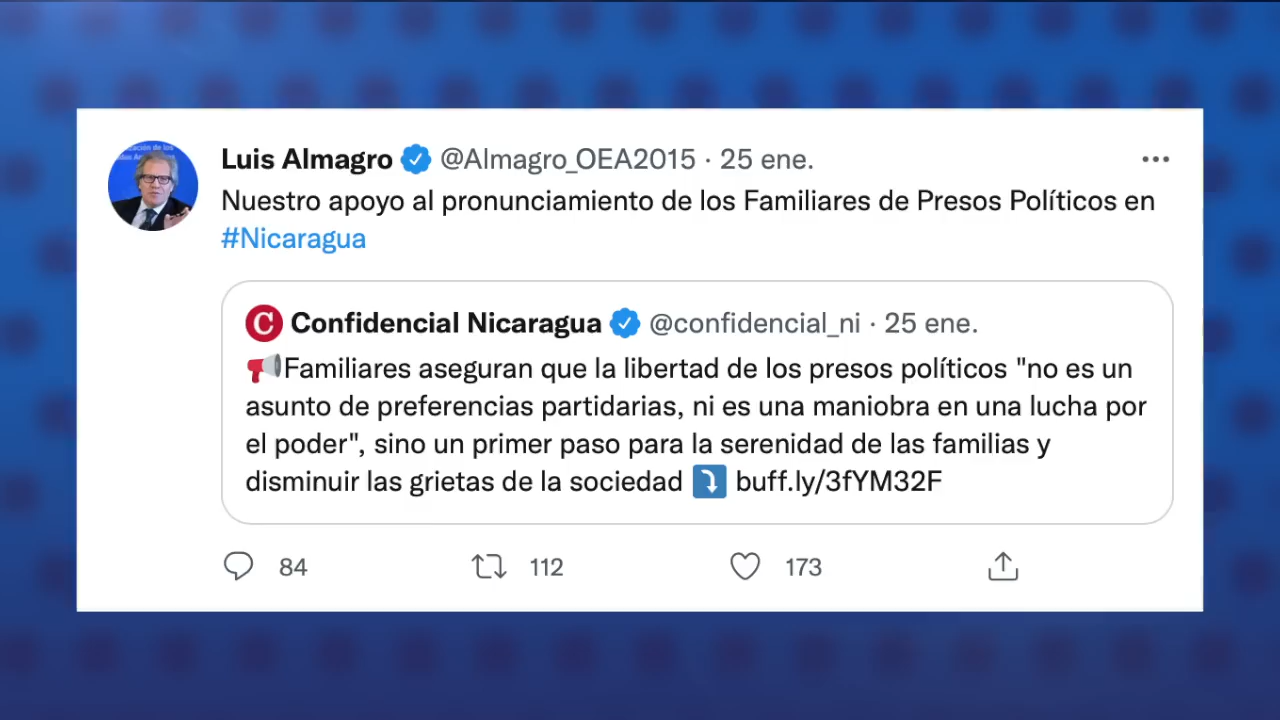 Luis Almagro @Almagro_OEA2015 · 25 ene.
Nuestro apoyo al pronunciamiento de los Familiares de Presos Políticos en
#Nicaragua
C Confidencial Nicaragua @confidencial_ni · 25 ene.
Familiares aseguran que la libertad de los presos políticos "no es un
asunto de preferencias partidarias, ni es una maniobra en una lucha por
el poder", sino un primer paso para la serenidad de las familias y
disminuir las grietas de la sociedad buff.ly/3fYM32F
84 112 173